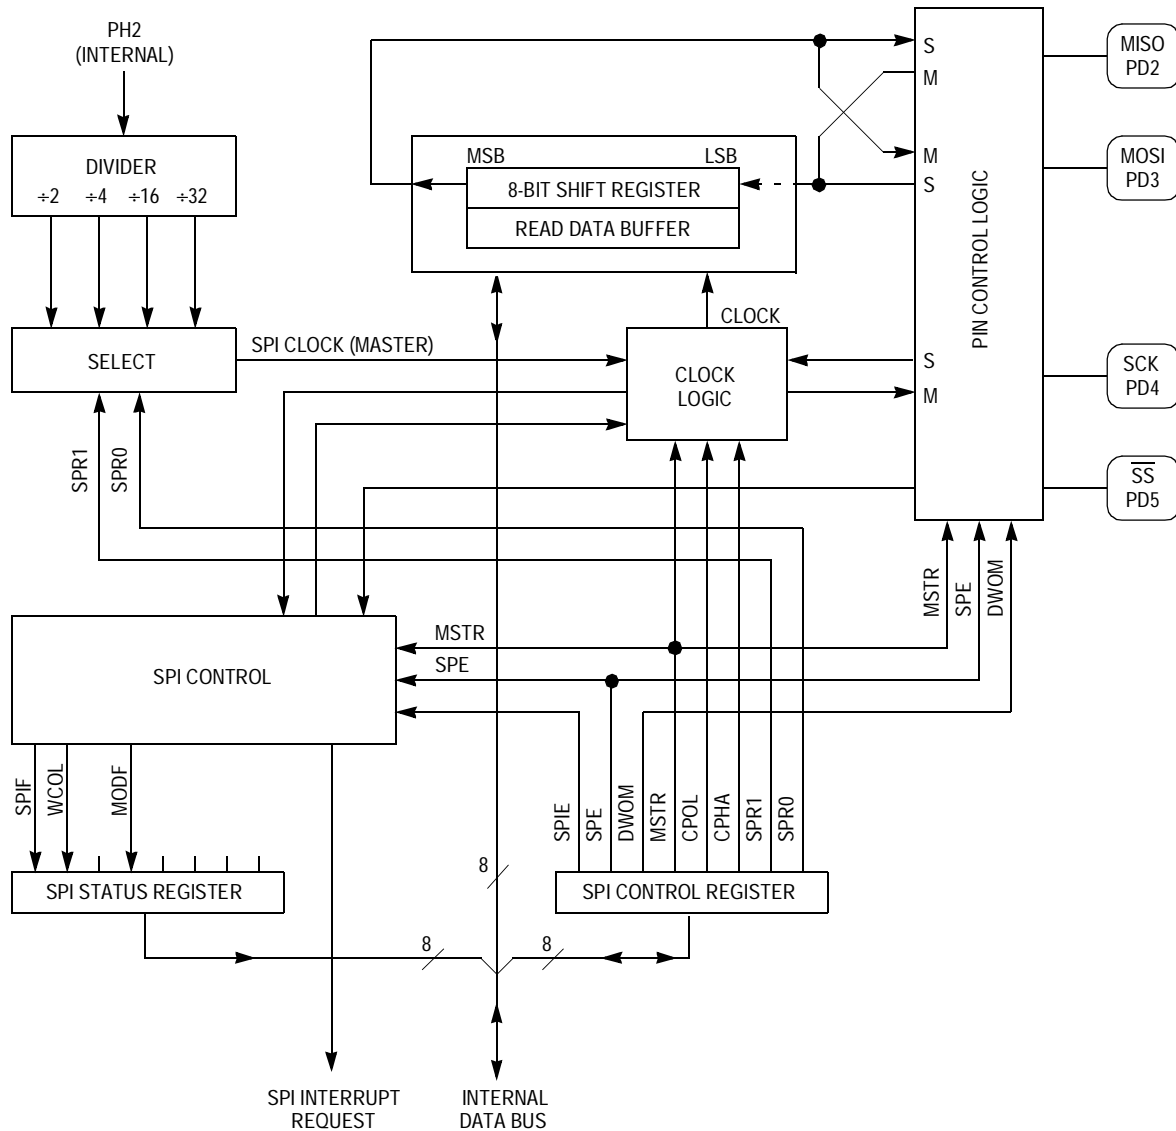 PH2
(INTERNAL)
DIVIDER
÷2 ÷4 ÷16 ÷32
SELECT
SPI CLOCK (MASTER)
SPR1
SPR0
MSB LSB
8-BIT SHIFT REGISTER
READ DATA BUFFER
CLOCK
CLOCK
LOGIC
S
M
M
S
S
M
PIN CONTROL LOGIC
MISO
PD2
MOSI
PD3
SCK
PD4
SS
PD5
MSTR
SPE
DWOM
SPI CONTROL
MSTR
SPE
SPIF
WCOL
MODF
SPIE
SPE
DWOM
MSTR
CPOL
CPHA
SPR1
SPR0
SPI STATUS REGISTER
8
SPI CONTROL REGISTER
8
8
SPI INTERRUPT
REQUEST
INTERNAL
DATA BUS